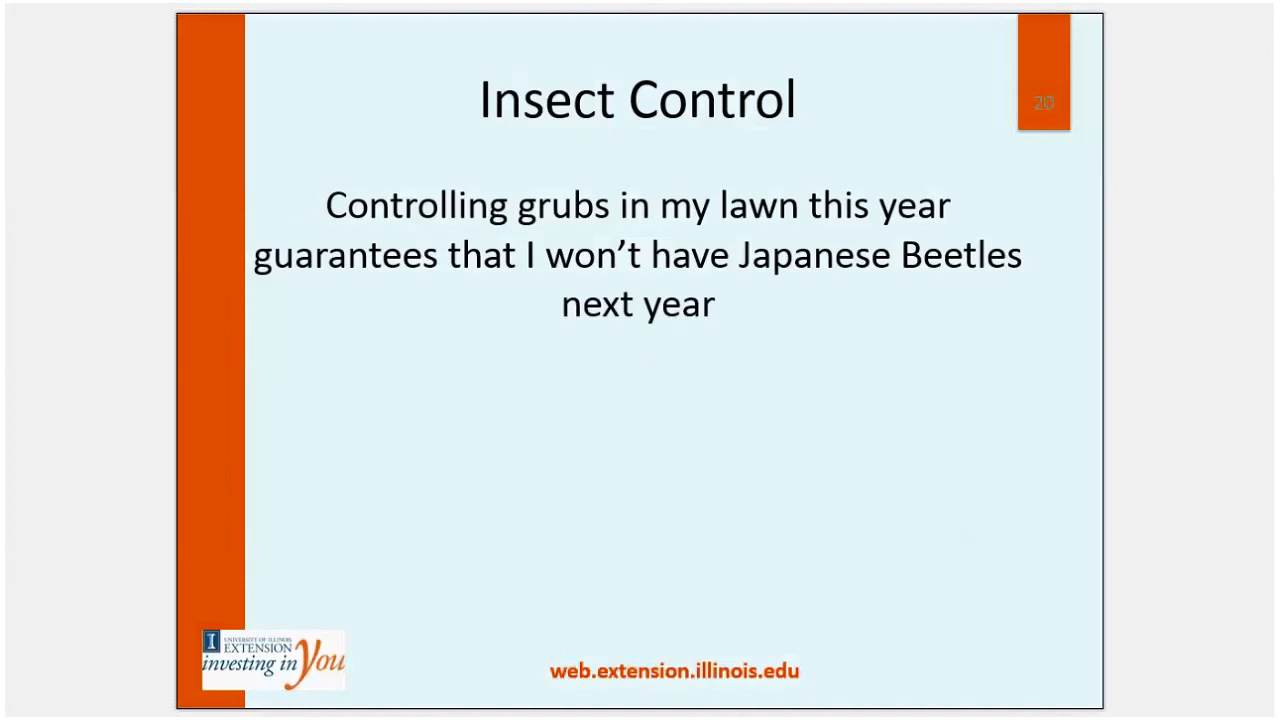 Insect Control
20
Controlling grubs in my lawn this year
guarantees that I won’t have Japanese Beetles
next year
I
UNIVERSITY OF ILLINOIS
EXTENSION
investing in you
web.extension.illinois.edu